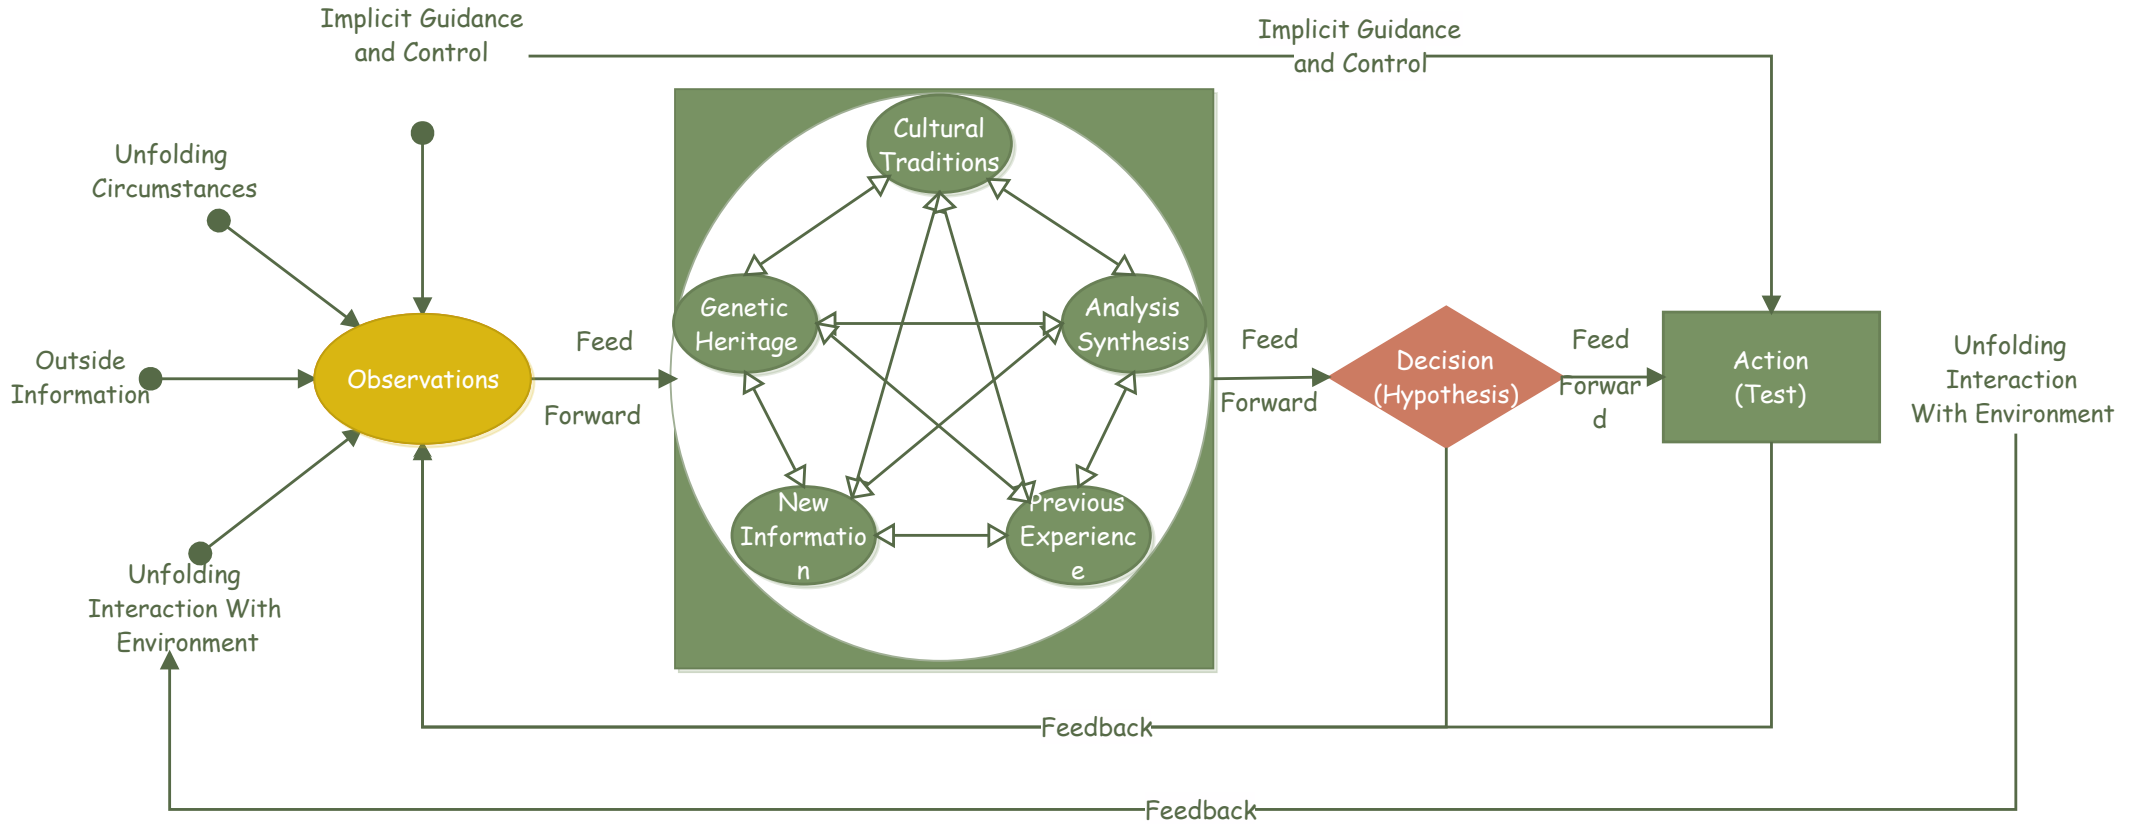 Implicit Guidance
and Control
Implicit Guidance
and Control
Unfolding
Circumstances
Outside
Information
Unfolding
Interaction With
Environment
Observations
Feed
Forward
Cultural
Traditions
Genetic
Heritage
Analysis
Synthesis
New
Informatio
n
Previous
Experienc
e
Feed
Forward
Decision
(Hypothesis)
Feed
Forwar
d
Action
(Test)
Unfolding
Interaction
With Environment
Feedback
Feedback